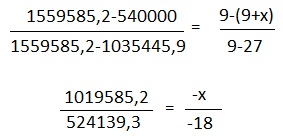 1559585,2-540000 = 9-(9+x)
1559585,2-1035445,9 9-27
1019585,2 = -x
524139,3 -18